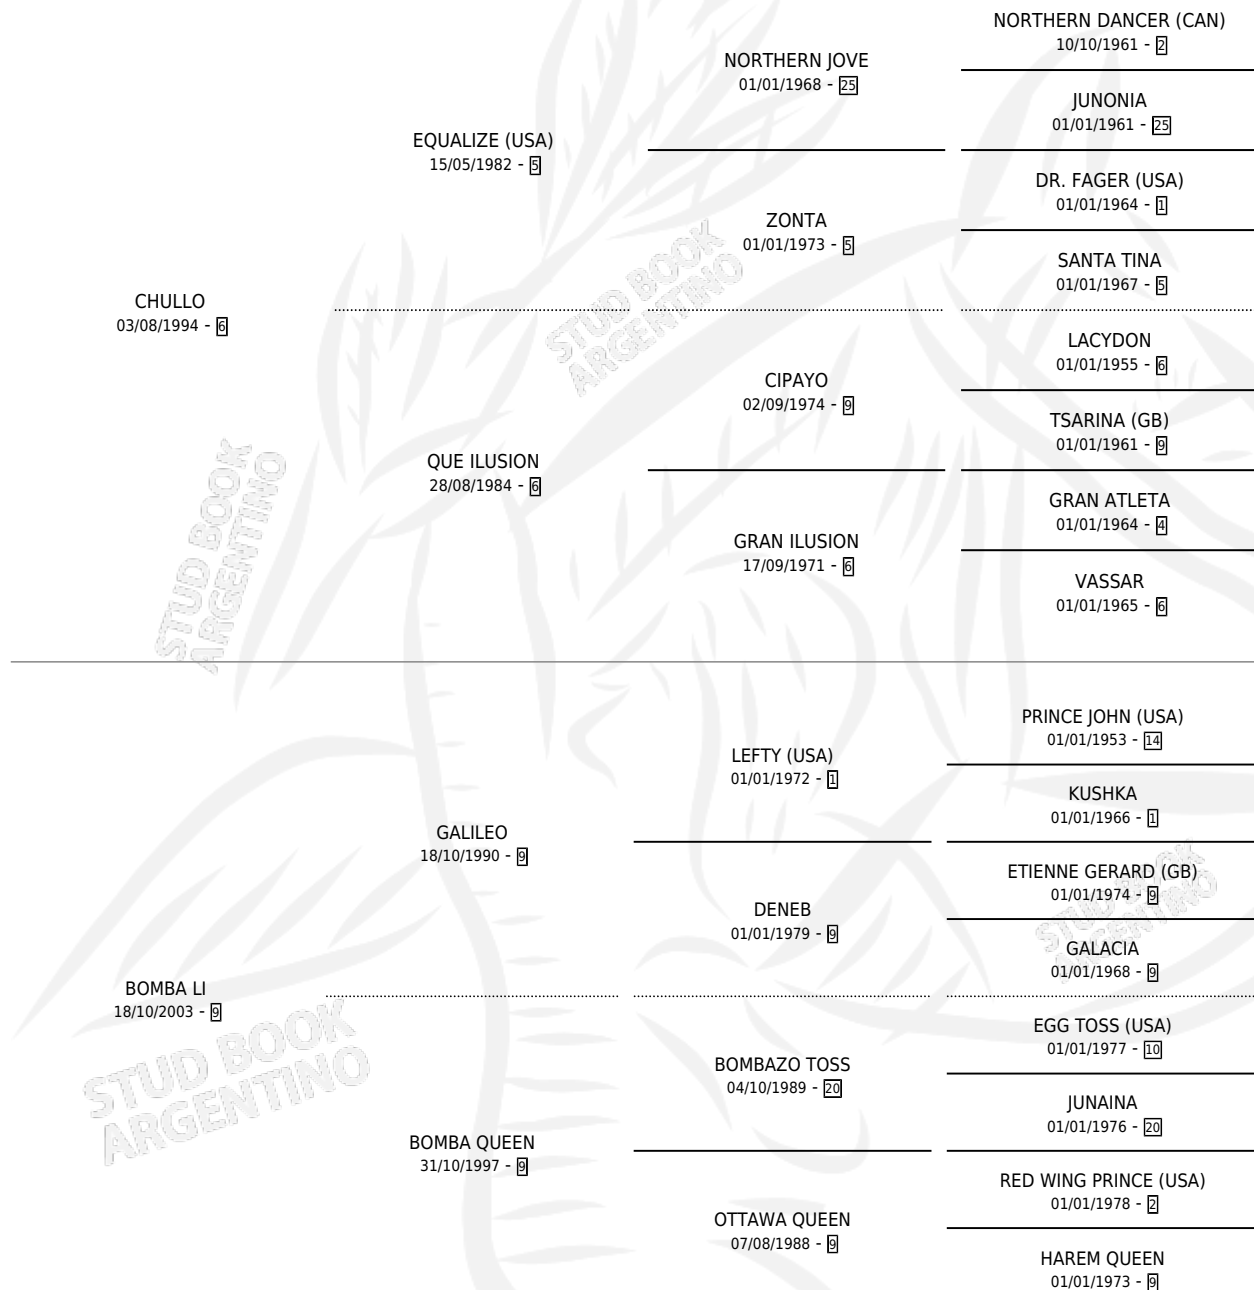 NORTHERN DANCER (CAN)
10/10/1961 - 2
NORTHERN JOVE
01/01/1968 - 25
JUNONIA
01/01/1961 - 25
EQUALIZE (USA)
15/05/1982 - 5
DR. FAGER (USA)
01/01/1964 - 1
ZONTA
01/01/1973 - 5
SANTA TINA
01/01/1967 - 5
CHULLO
03/08/1994 - 6
LACYDON
01/01/1955 - 6
CIPAYO
02/09/1974 - 9
TSARINA (GB)
01/01/1961 - 9
QUE ILUSION
28/08/1984 - 6
GRAN ATLETA
01/01/1964 - 4
GRAN ILUSION
17/09/1971 - 6
VASSAR
01/01/1965 - 6
STUD BOOK
ARGENTINO
STUD BOOK
ARGENTINO
PRINCE JOHN (USA)
01/01/1953 - 14
LEFTY (USA)
01/01/1972 - 1
KUSHKA
01/01/1966 - 1
GALILEO
18/10/1990 - 9
ETIENNE GERARD (GB)
01/01/1974 - 9
DENEB
01/01/1979 - 9
GALACIA
01/01/1968 - 9
BOMBA LI
18/10/2003 - 9
EGG TOSS (USA)
01/01/1977 - 10
BOMBAZO TOSS
04/10/1989 - 20
JUNAINA
01/01/1976 - 20
BOMBA QUEEN
31/10/1997 - 9
RED WING PRINCE (USA)
01/01/1978 - 2
OTTAWA QUEEN
07/08/1988 - 9
HAREM QUEEN
01/01/1973 - 9
STUD BOOK
ARGENTINO
STUD BOOK
ARGENTINO